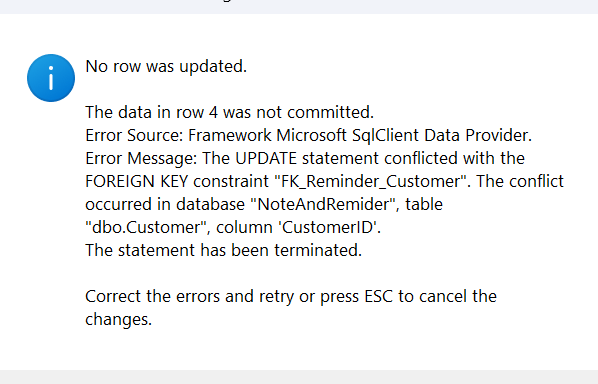 No row was updated.
The data in row 4 was not committed.
Error Source: Framework Microsoft SqlClient Data Provider.
Error Message: The UPDATE statement conflicted with the
FOREIGN KEY constraint "FK_Reminder_Customer". The conflict
occurred in database "NoteAndRemider", table
"dbo.Customer", column 'CustomerID'.
The statement has been terminated.
Correct the errors and retry or press ESC to cancel the
changes.